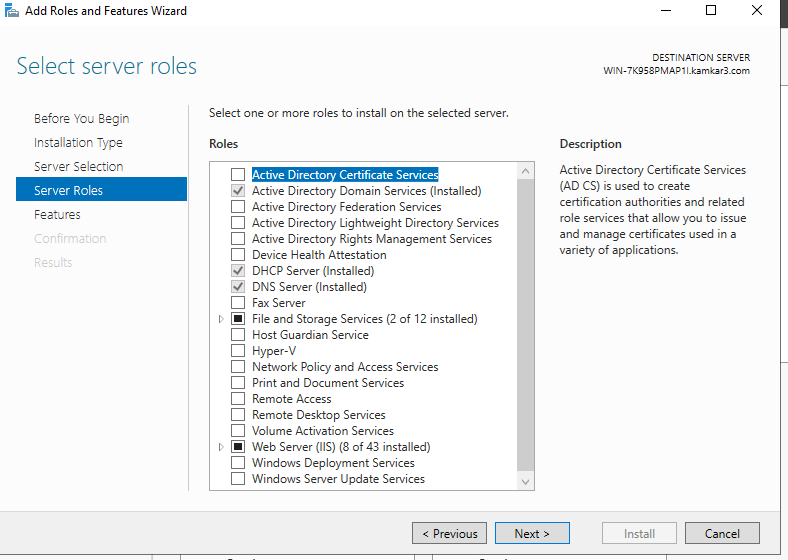 Add Roles and Features Wizard
Select server roles
DESTINATION SERVER
WIN-7K958PMAP1I.kamkar3.com
Before You Begin
Installation Type
Server Selection
Server Roles
Features
Confirmation
Results
Select one or more roles to install on the selected server.
Roles
Active Directory Certificate Services
Active Directory Domain Services (Installed)
Active Directory Federation Services
Active Directory Lightweight Directory Services
Active Directory Rights Management Services
Device Health Attestation
DHCP Server (Installed)
DNS Server (Installed)
Fax Server
File and Storage Services (2 of 12 installed)
Host Guardian Service
Hyper-V
Network Policy and Access Services
Print and Document Services
Remote Access
Remote Desktop Services
Volume Activation Services
Web Server (IIS) (8 of 43 installed)
Windows Deployment Services
Windows Server Update Services
Description
Active Directory Certificate Services
(AD CS) is used to create
certification authorities and related
role services that allow you to issue
and manage certificates used in a
variety of applications.
< Previous
Next >
Install
Cancel